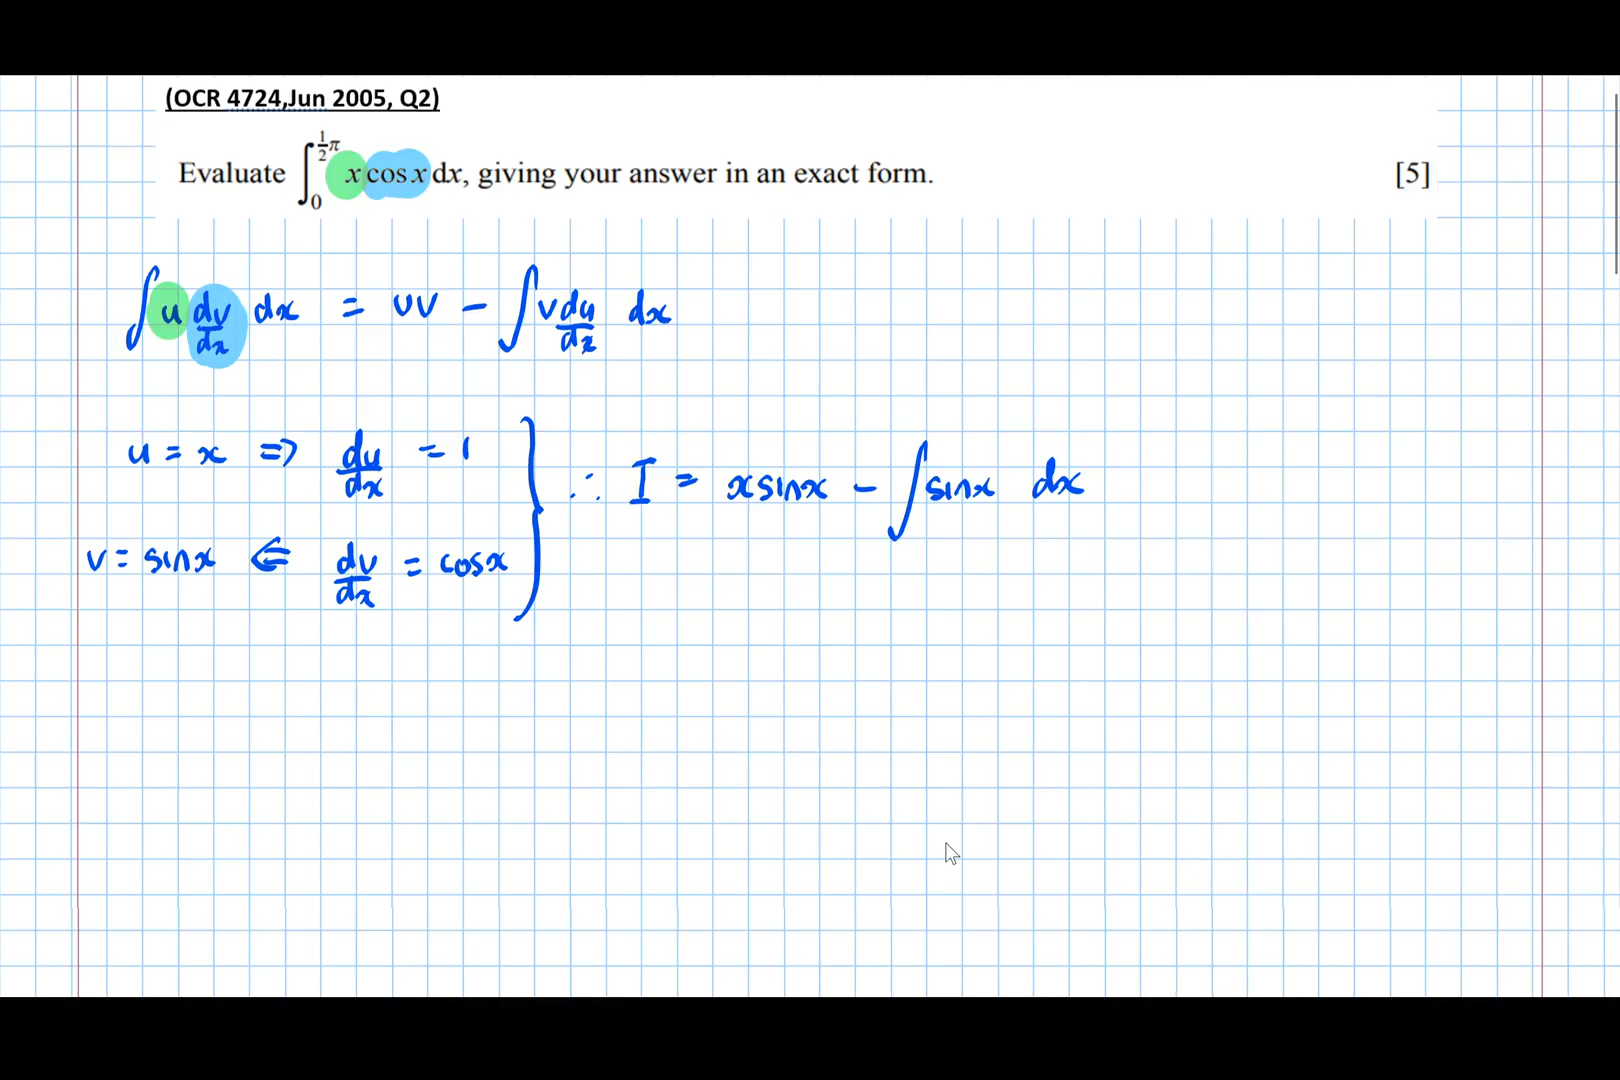 (OCR 4724,Jun 2005, Q2)
Evaluate ∫₀^{½π} x cos x dx, giving your answer in an exact form. [5]
∫ u dv/dx dx = uv − ∫ v du/dx dx
u = x ⇒ du/dx = 1
∴ I = x sinx − ∫ sinx dx
v = sinx ⇐ dv/dx = cosx